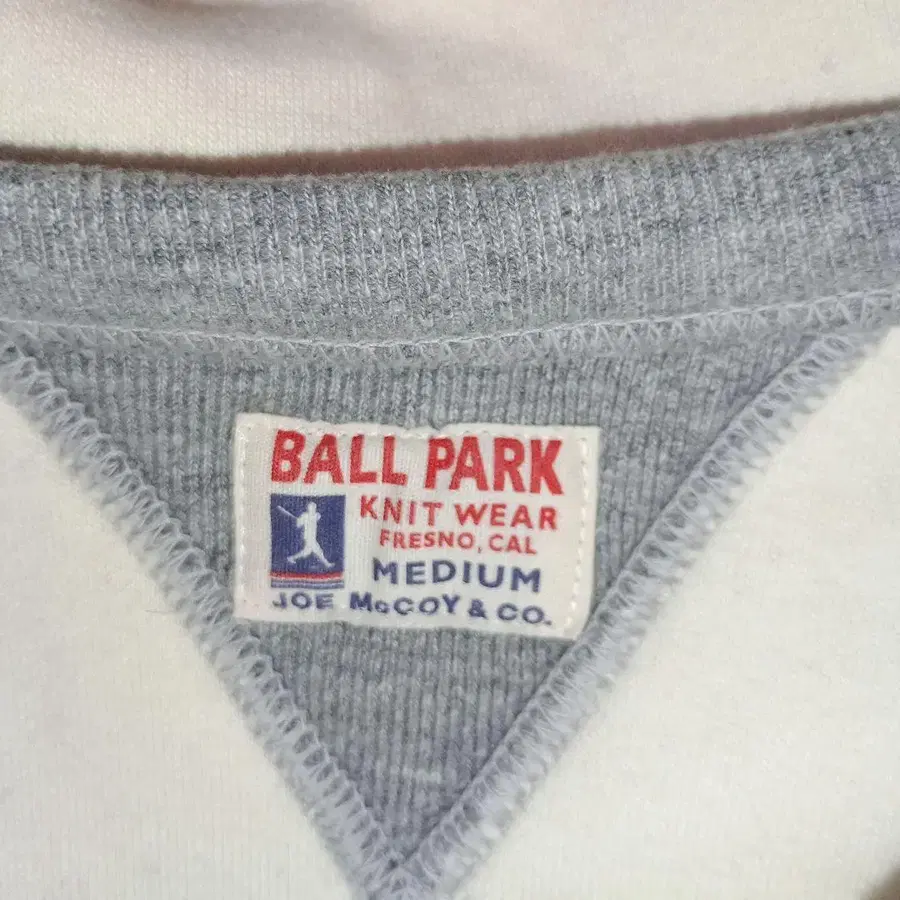 BALL PARK
KNIT WEAR
FRESNO, CAL
MEDIUM
JOE McCOY & CO.